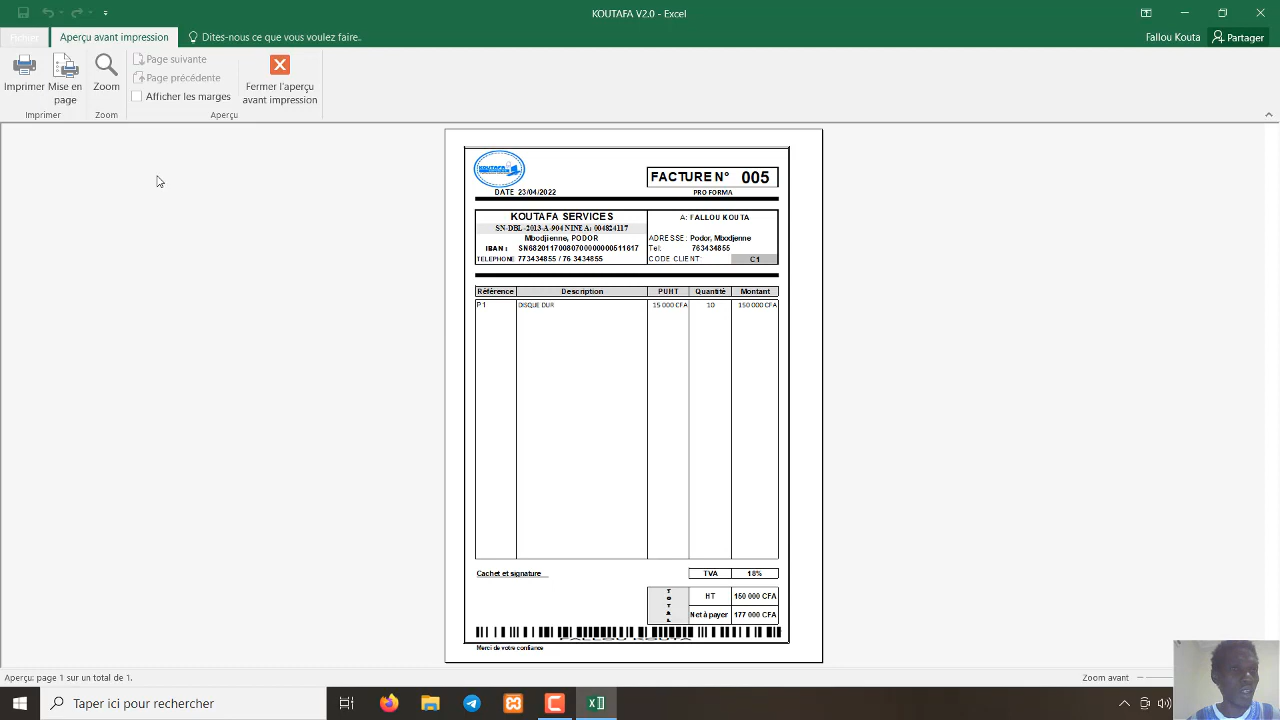 KOUTAFA V2.0 - Excel
Fichier
Aperçu avant impression
Dites-nous ce que vous voulez faire.
Fallou Kouta
Partager
Imprimer
Mise en page
Zoom
Page suivante
Page précédente
Afficher les marges
Fermer l'aperçu
avant impression
Imprimer
Zoom
Aperçu
KOUTAFA
DATE 23/04/2022
FACTURE N° 005
PRO FORMA
KOUTAFA SERVICES
SN-DBL-2013-A-904 NINEA: 004824117
Mbodjienne, PODOR
IBAN : SN68201170080700000000511617
TELEPHONE 773434855 / 76 3434855
A: FALLOU KOUTA
ADRESSE: Podor, Mbodjenne
Tel: 763434855
CODE CLIENT: C1
Référence Description PUHT Quantité Montant
P1 DISQUE DUR 15 000 CFA 10 150 000 CFA
Cachet et signature
TVA 18%
TOTAL
HT 150 000 CFA
Net à payer 177 000 CFA
FALLOU KOUTA
Merci de votre confiance
Aperçu: page 1 sur un total de 1.
Zoom avant
Taper ici pour rechercher